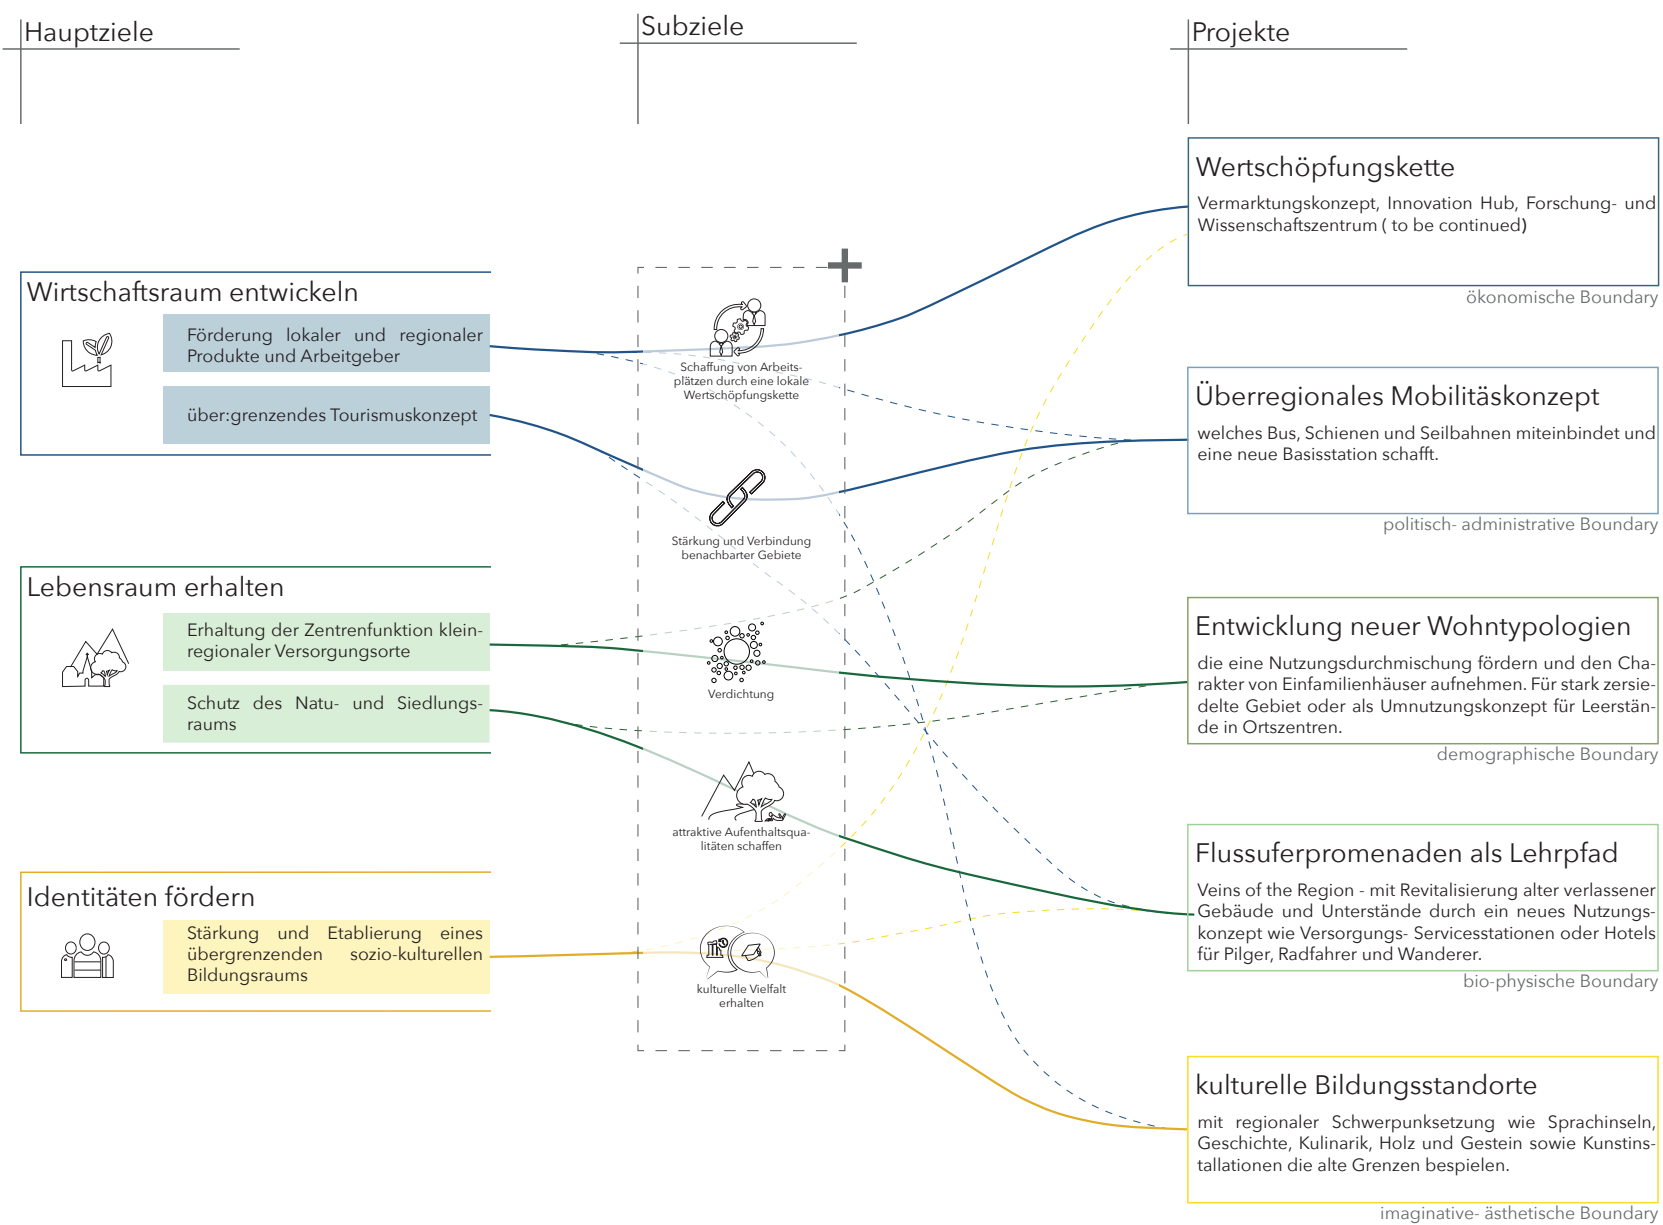 Hauptziele
Subziele
Projekte
Wirtschaftsraum entwickeln
Förderung lokaler und regionaler
Produkte und Arbeitgeber
über:grenzendes Tourismuskonzept
Lebensraum erhalten
Erhaltung der Zentrenfunktion klein-
regionaler Versorgungsorte
Schutz des Natu- und Siedlungs-
raums
Identitäten fördern
Stärkung und Etablierung eines
übergrenzenden sozio-kulturellen
Bildungsraums
Schaffung von Arbeits-
plätzen durch eine lokale
Wertschöpfungskette
Stärkung und Verbindung
benachbarter Gebiete
Verdichtung
attraktive Aufenthaltsqua-
litäten schaffen
kulturelle Vielfalt
erhalten
Wertschöpfungskette
Vermarktungskonzept, Innovation Hub, Forschung- und
Wissenschaftszentrum ( to be continued)
ökonomische Boundary
Überregionales Mobilitäskonzept
welches Bus, Schienen und Seilbahnen miteinbindet und
eine neue Basisstation schafft.
politisch- administrative Boundary
Entwicklung neuer Wohntypologien
die eine Nutzungsdurchmischung fördern und den Cha-
rakter von Einfamilienhäuser aufnehmen. Für stark zersie-
delte Gebiet oder als Umnutzungskonzept für Leerstän-
de in Ortszentren.
demographische Boundary
Flussuferpromenaden als Lehrpfad
Veins of the Region - mit Revitalisierung alter verlassener
Gebäude und Unterstände durch ein neues Nutzungs-
konzept wie Versorgungs- Servicesstationen oder Hotels
für Pilger, Radfahrer und Wanderer.
bio-physische Boundary
kulturelle Bildungsstandorte
mit regionaler Schwerpunksetzung wie Sprachinseln,
Geschichte, Kulinarik, Holz und Gestein sowie Kunstins-
tallationen die alte Grenzen bespielen.
imaginative- ästhetische Boundary